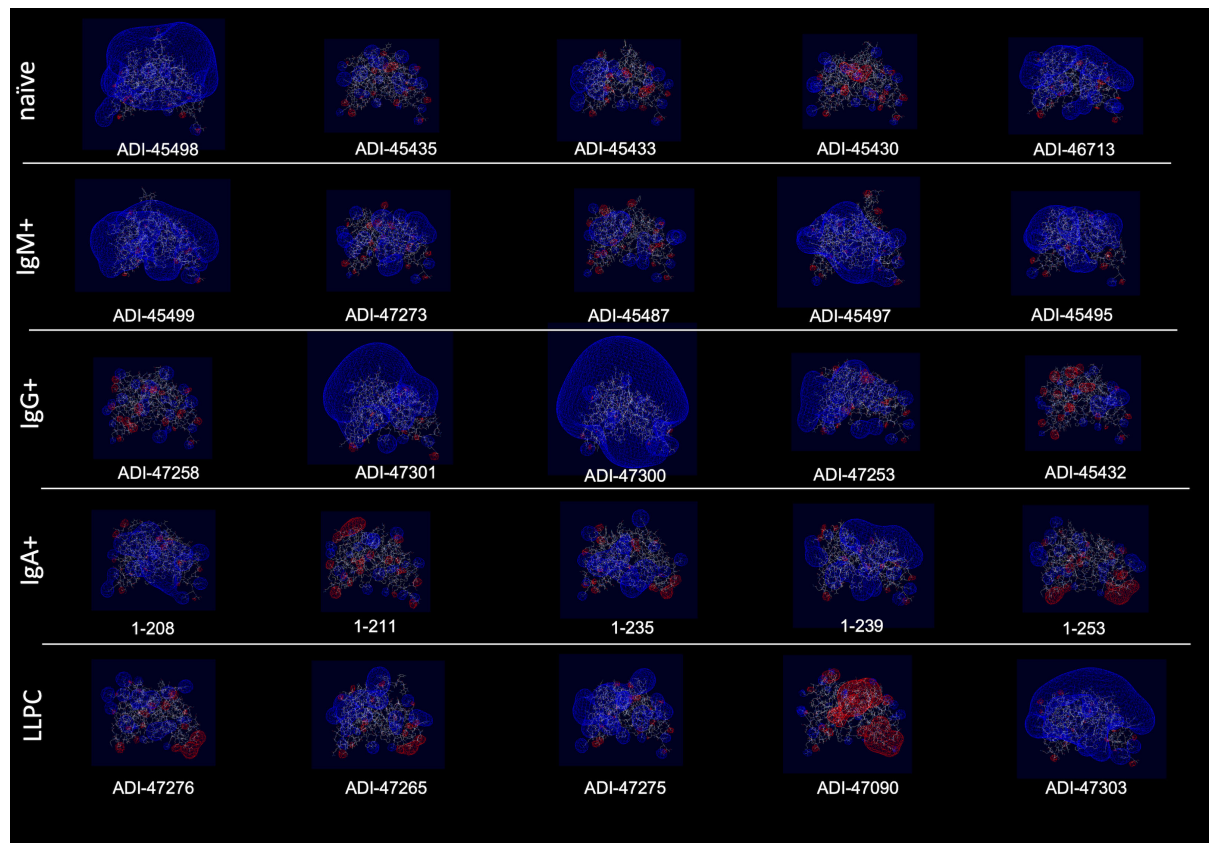 naïve
ADI-45498 ADI-45435 ADI-45433 ADI-45430 ADI-46713
IgM+
ADI-45499 ADI-47273 ADI-45487 ADI-45497 ADI-45495
IgG+
ADI-47258 ADI-47301 ADI-47300 ADI-47253 ADI-45432
IgA+
1-208 1-211 1-235 1-239 1-253
LLPC
ADI-47276 ADI-47265 ADI-47275 ADI-47090 ADI-47303